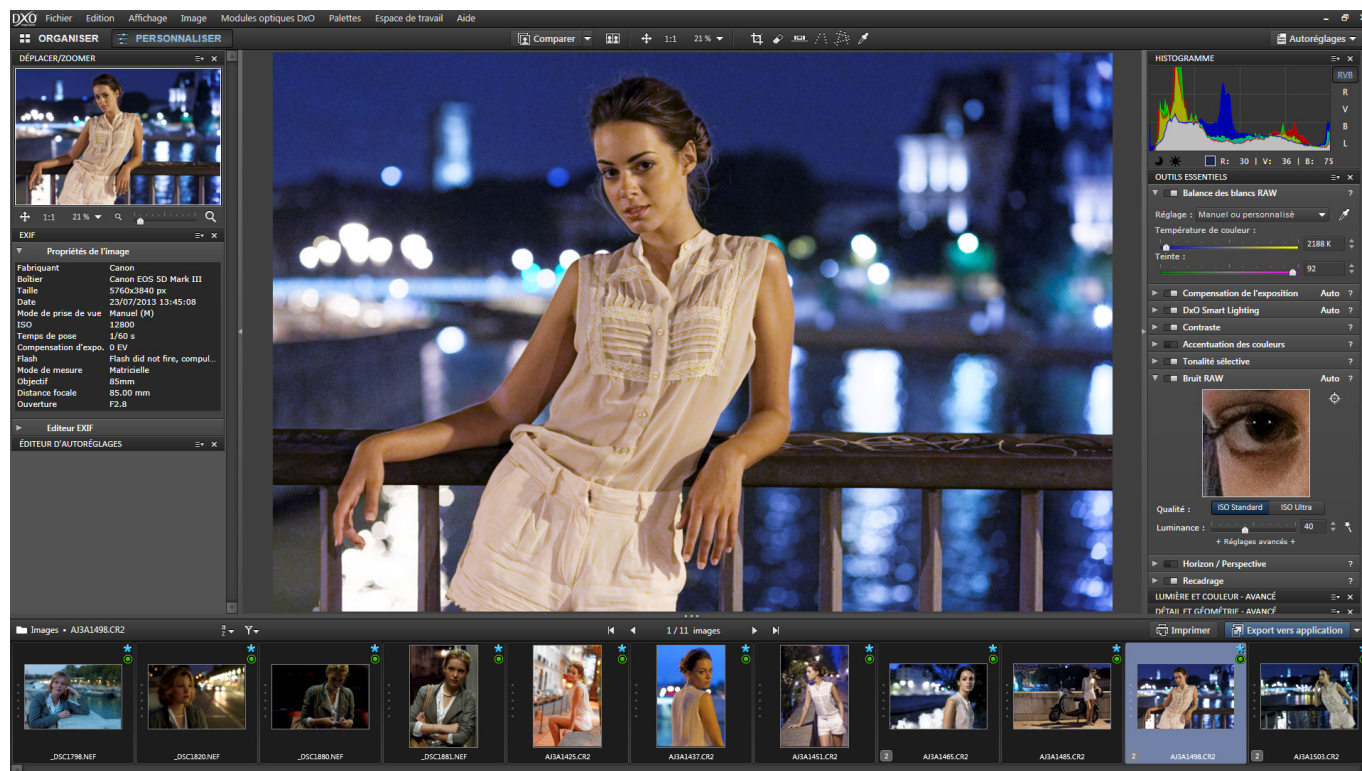 DXO Fichier Edition Affichage Image Modules optiques DxO Palettes Espace de travail Aide
ORGANISER PERSONNALISER Comparer 1:1 21 % Autoréglages
DÉPLACER/ZOOMER
1:1 21 %
EXIF
Propriétés de l'image
Fabriquant Canon
Boîtier Canon EOS 5D Mark III
Taille 5760x3840 px
Date 23/07/2013 13:45:08
Mode de prise de vue Manuel (M)
ISO 12800
Temps de pose 1/60 s
Compensation d'expo. 0 EV
Flash Flash did not fire, compul...
Mode de mesure Matricielle
Objectif 85mm
Distance focale 85.00 mm
Ouverture F2.8
Editeur EXIF
ÉDITEUR D'AUTORÉGLAGES
HISTOGRAMME
RVB
R
V
B
L
R: 30 | V: 36 | B: 75
OUTILS ESSENTIELS
Balance des blancs RAW ?
Réglage : Manuel ou personnalisé
Température de couleur :
2188 K
Teinte :
92
Compensation de l'exposition Auto ?
DxO Smart Lighting Auto ?
Contraste ?
Accentuation des couleurs ?
Tonalité sélective ?
Bruit RAW Auto ?
Qualité : ISO Standard ISO Ultra
Luminance : 40
+ Réglages avancés +
Horizon / Perspective ?
Recadrage ?
LUMIÈRE ET COULEUR - AVANCÉ
DÉTAIL ET GÉOMÉTRIE - AVANCÉ
Images • AJ3A1498.CR2 1 / 11 images Imprimer Export vers application
_DSC1798.NEF _DSC1820.NEF _DSC1880.NEF _DSC1881.NEF AJ3A1425.CR2 AJ3A1437.CR2 AJ3A1451.CR2 2 AJ3A1465.CR2 AJ3A1485.CR2 2 AJ3A1498.CR2 2 AJ3A1503.CR2